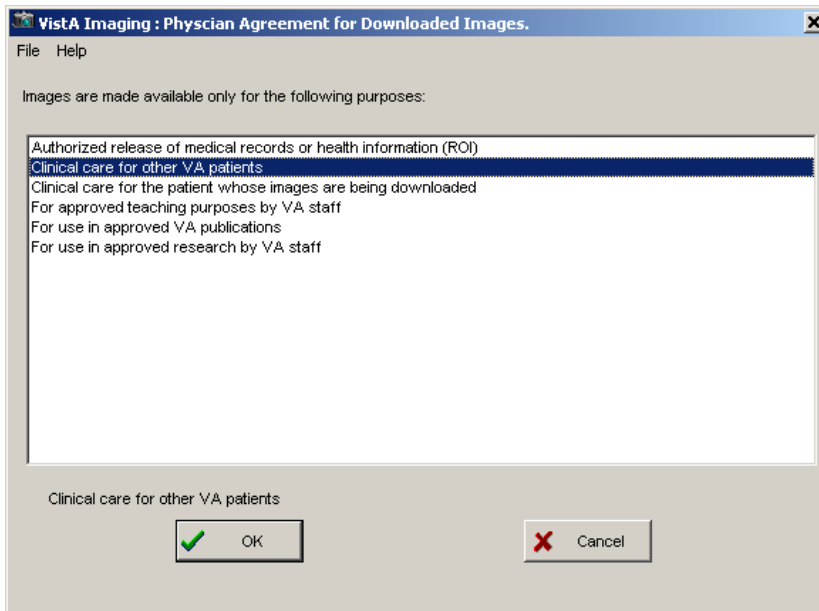 VistA Imaging : Physcian Agreement for Downloaded Images.
File Help
Images are made available only for the following purposes:
Authorized release of medical records or health information (ROI)
Clinical care for other VA patients
Clinical care for the patient whose images are being downloaded
For approved teaching purposes by VA staff
For use in approved VA publications
For use in approved research by VA staff
Clinical care for other VA patients
OK Cancel